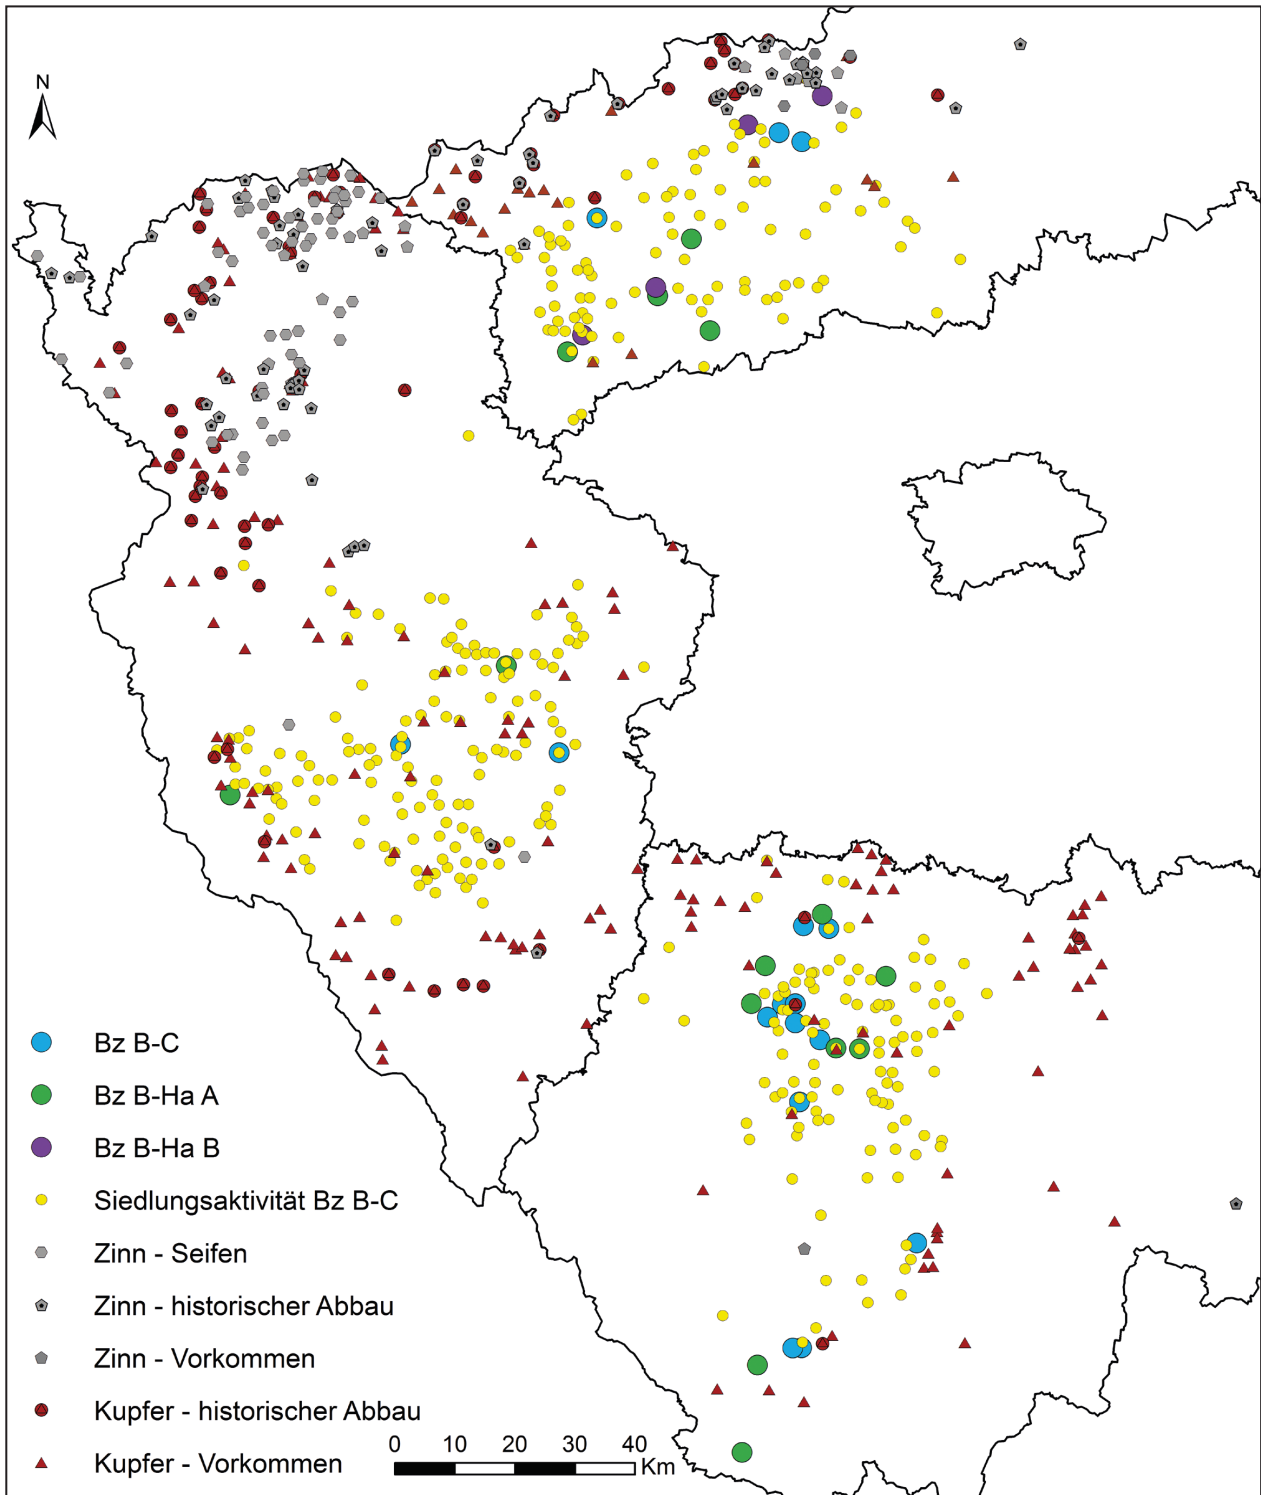 N
Bz B-C
Bz B-Ha A
Bz B-Ha B
Siedlungsaktivität Bz B-C
Zinn - Seifen
Zinn - historischer Abbau
Zinn - Vorkommen
Kupfer - historischer Abbau
Kupfer - Vorkommen
0 10 20 30 40
Km